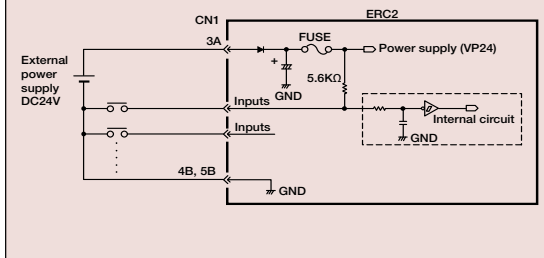 ERC2
CN1
3A
FUSE
Power supply (VP24)
External
power
supply
DC24V
+
5.6KΩ
GND
Inputs
Internal circuit
Inputs
GND
4B, 5B
GND